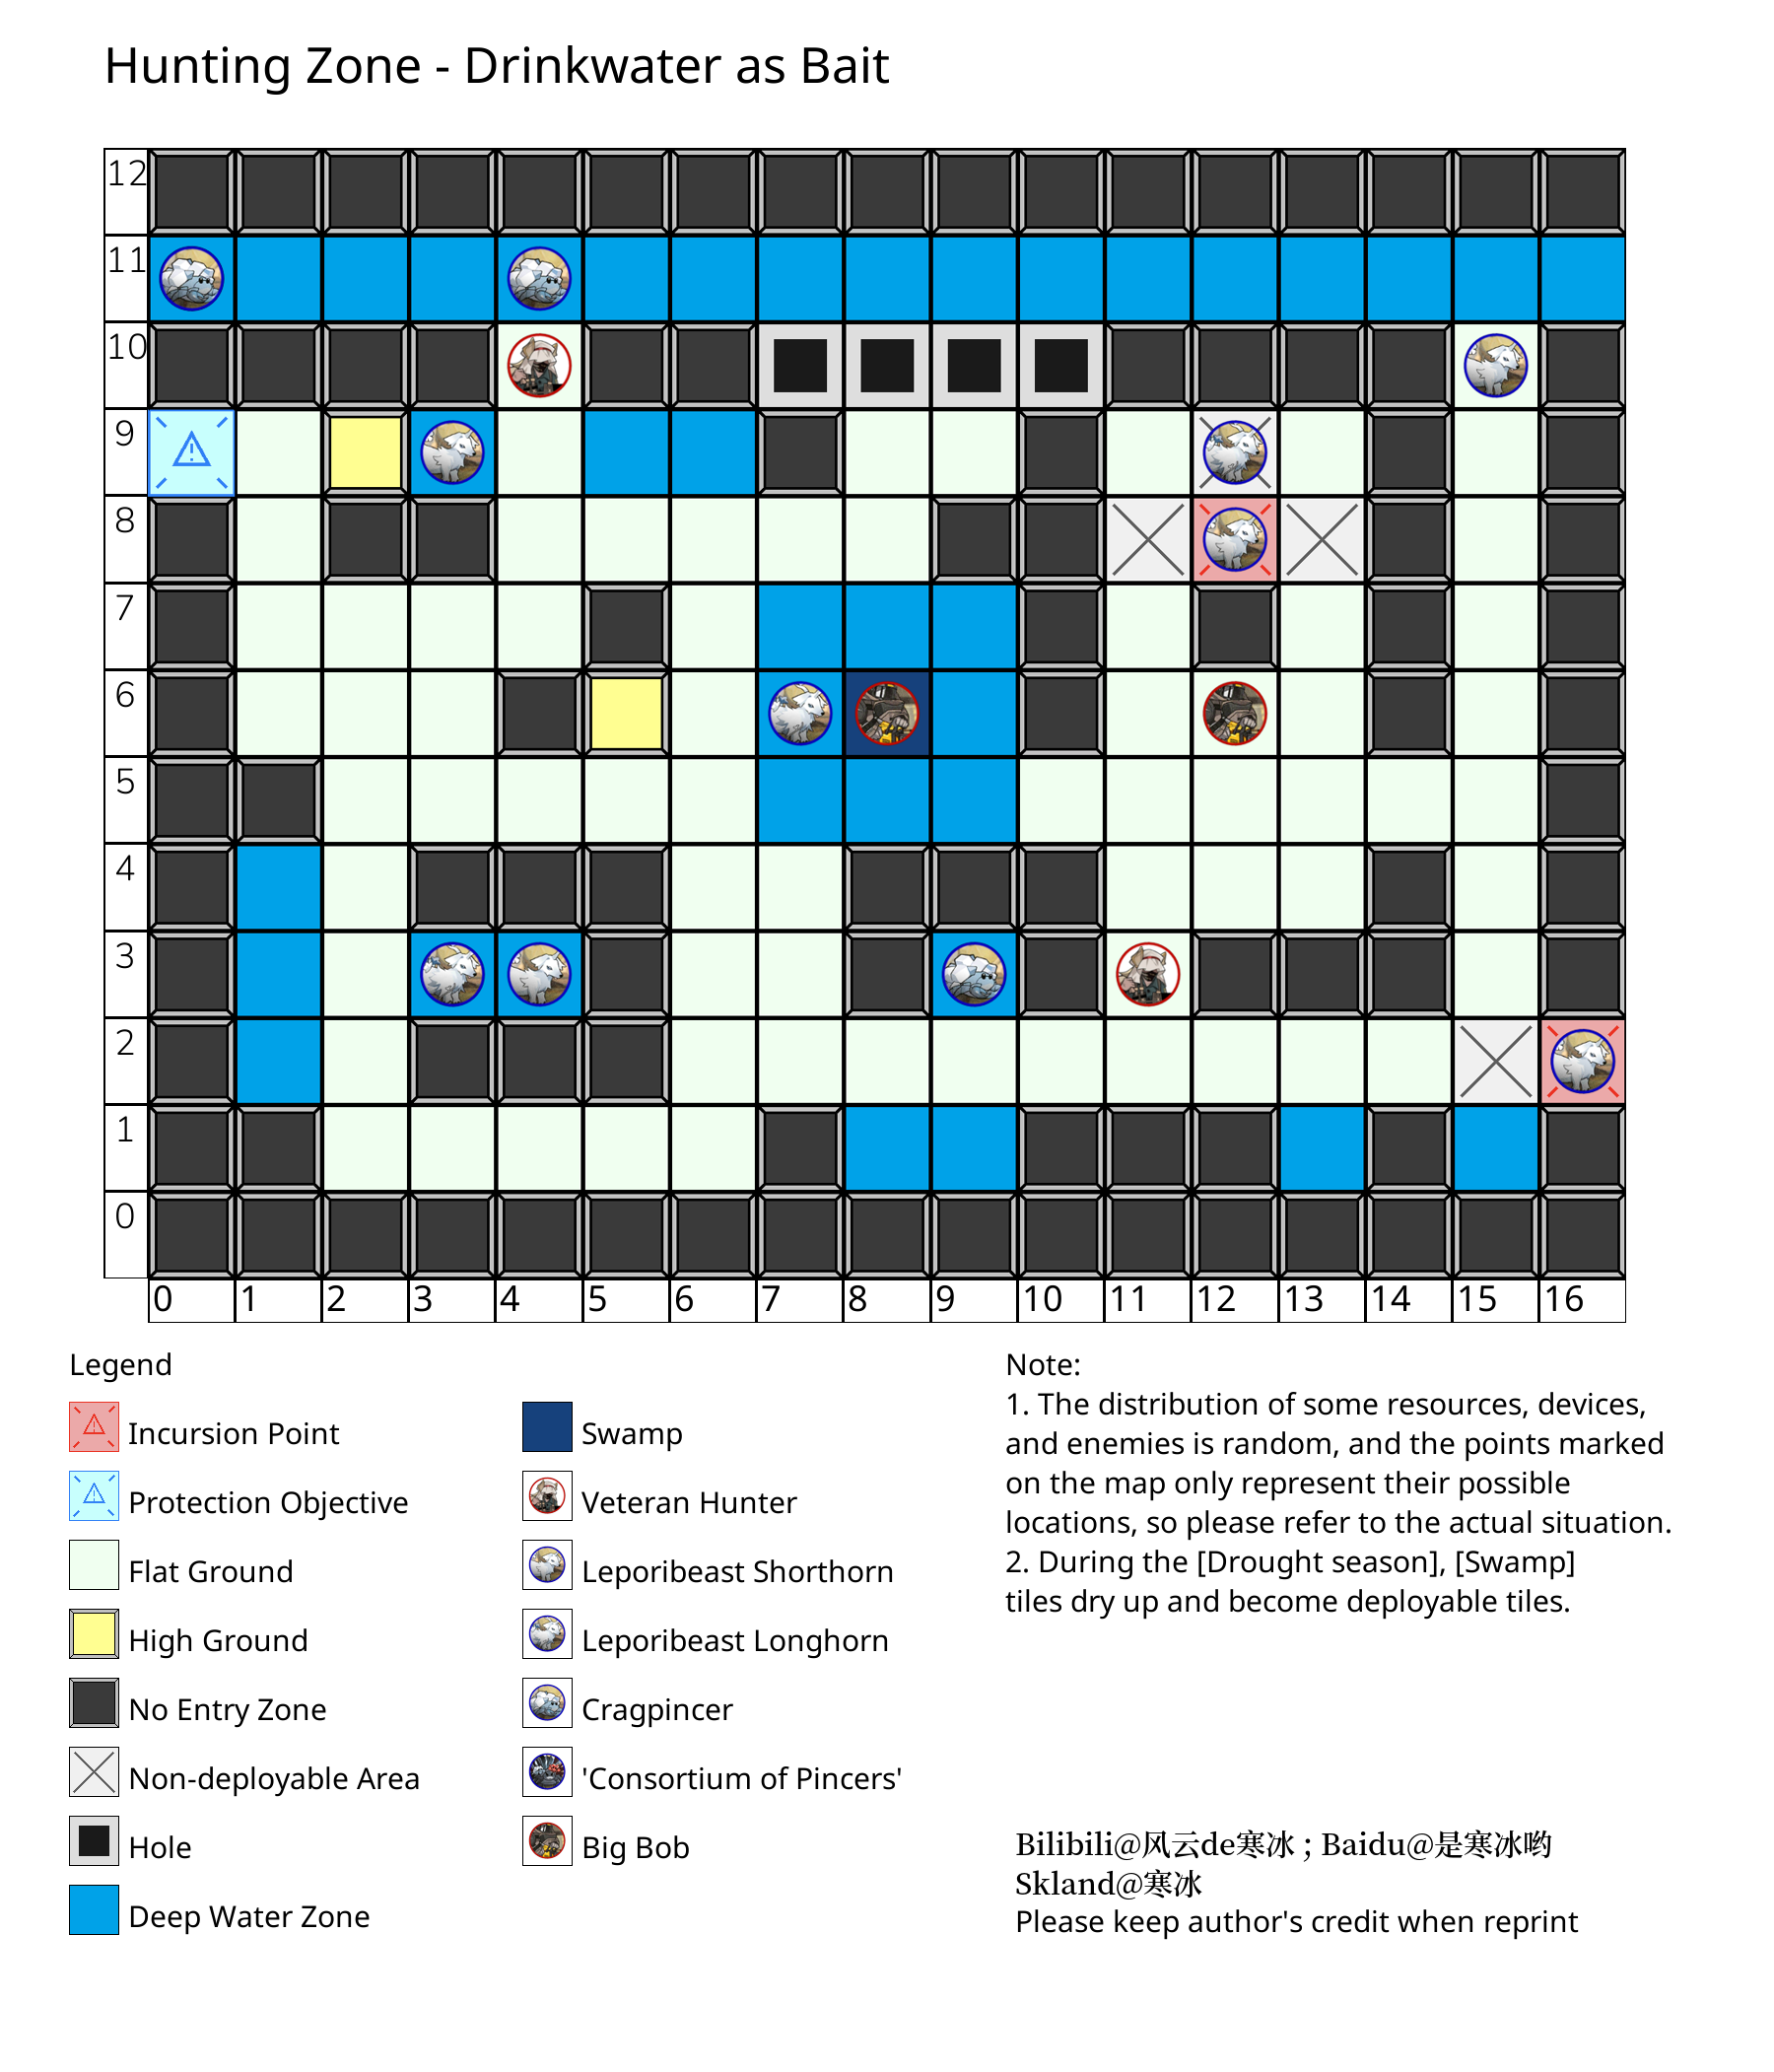 Hunting Zone - Drinkwater as Bait
12
11
10
9
8
7
6
5
4
3
2
1
0
0 1 2 3 4 5 6 7 8 9 10 11 12 13 14 15 16
Legend
Incursion Point
Protection Objective
Flat Ground
High Ground
No Entry Zone
Non-deployable Area
Hole
Deep Water Zone
Swamp
Veteran Hunter
Leporibeast Shorthorn
Leporibeast Longhorn
Cragpincer
'Consortium of Pincers'
Big Bob
Note:
1. The distribution of some resources, devices,
and enemies is random, and the points marked
on the map only represent their possible
locations, so please refer to the actual situation.
2. During the [Drought season], [Swamp]
tiles dry up and become deployable tiles.
Bilibili@风云de寒冰 ; Baidu@是寒冰哟
Skland@寒冰
Please keep author's credit when reprint